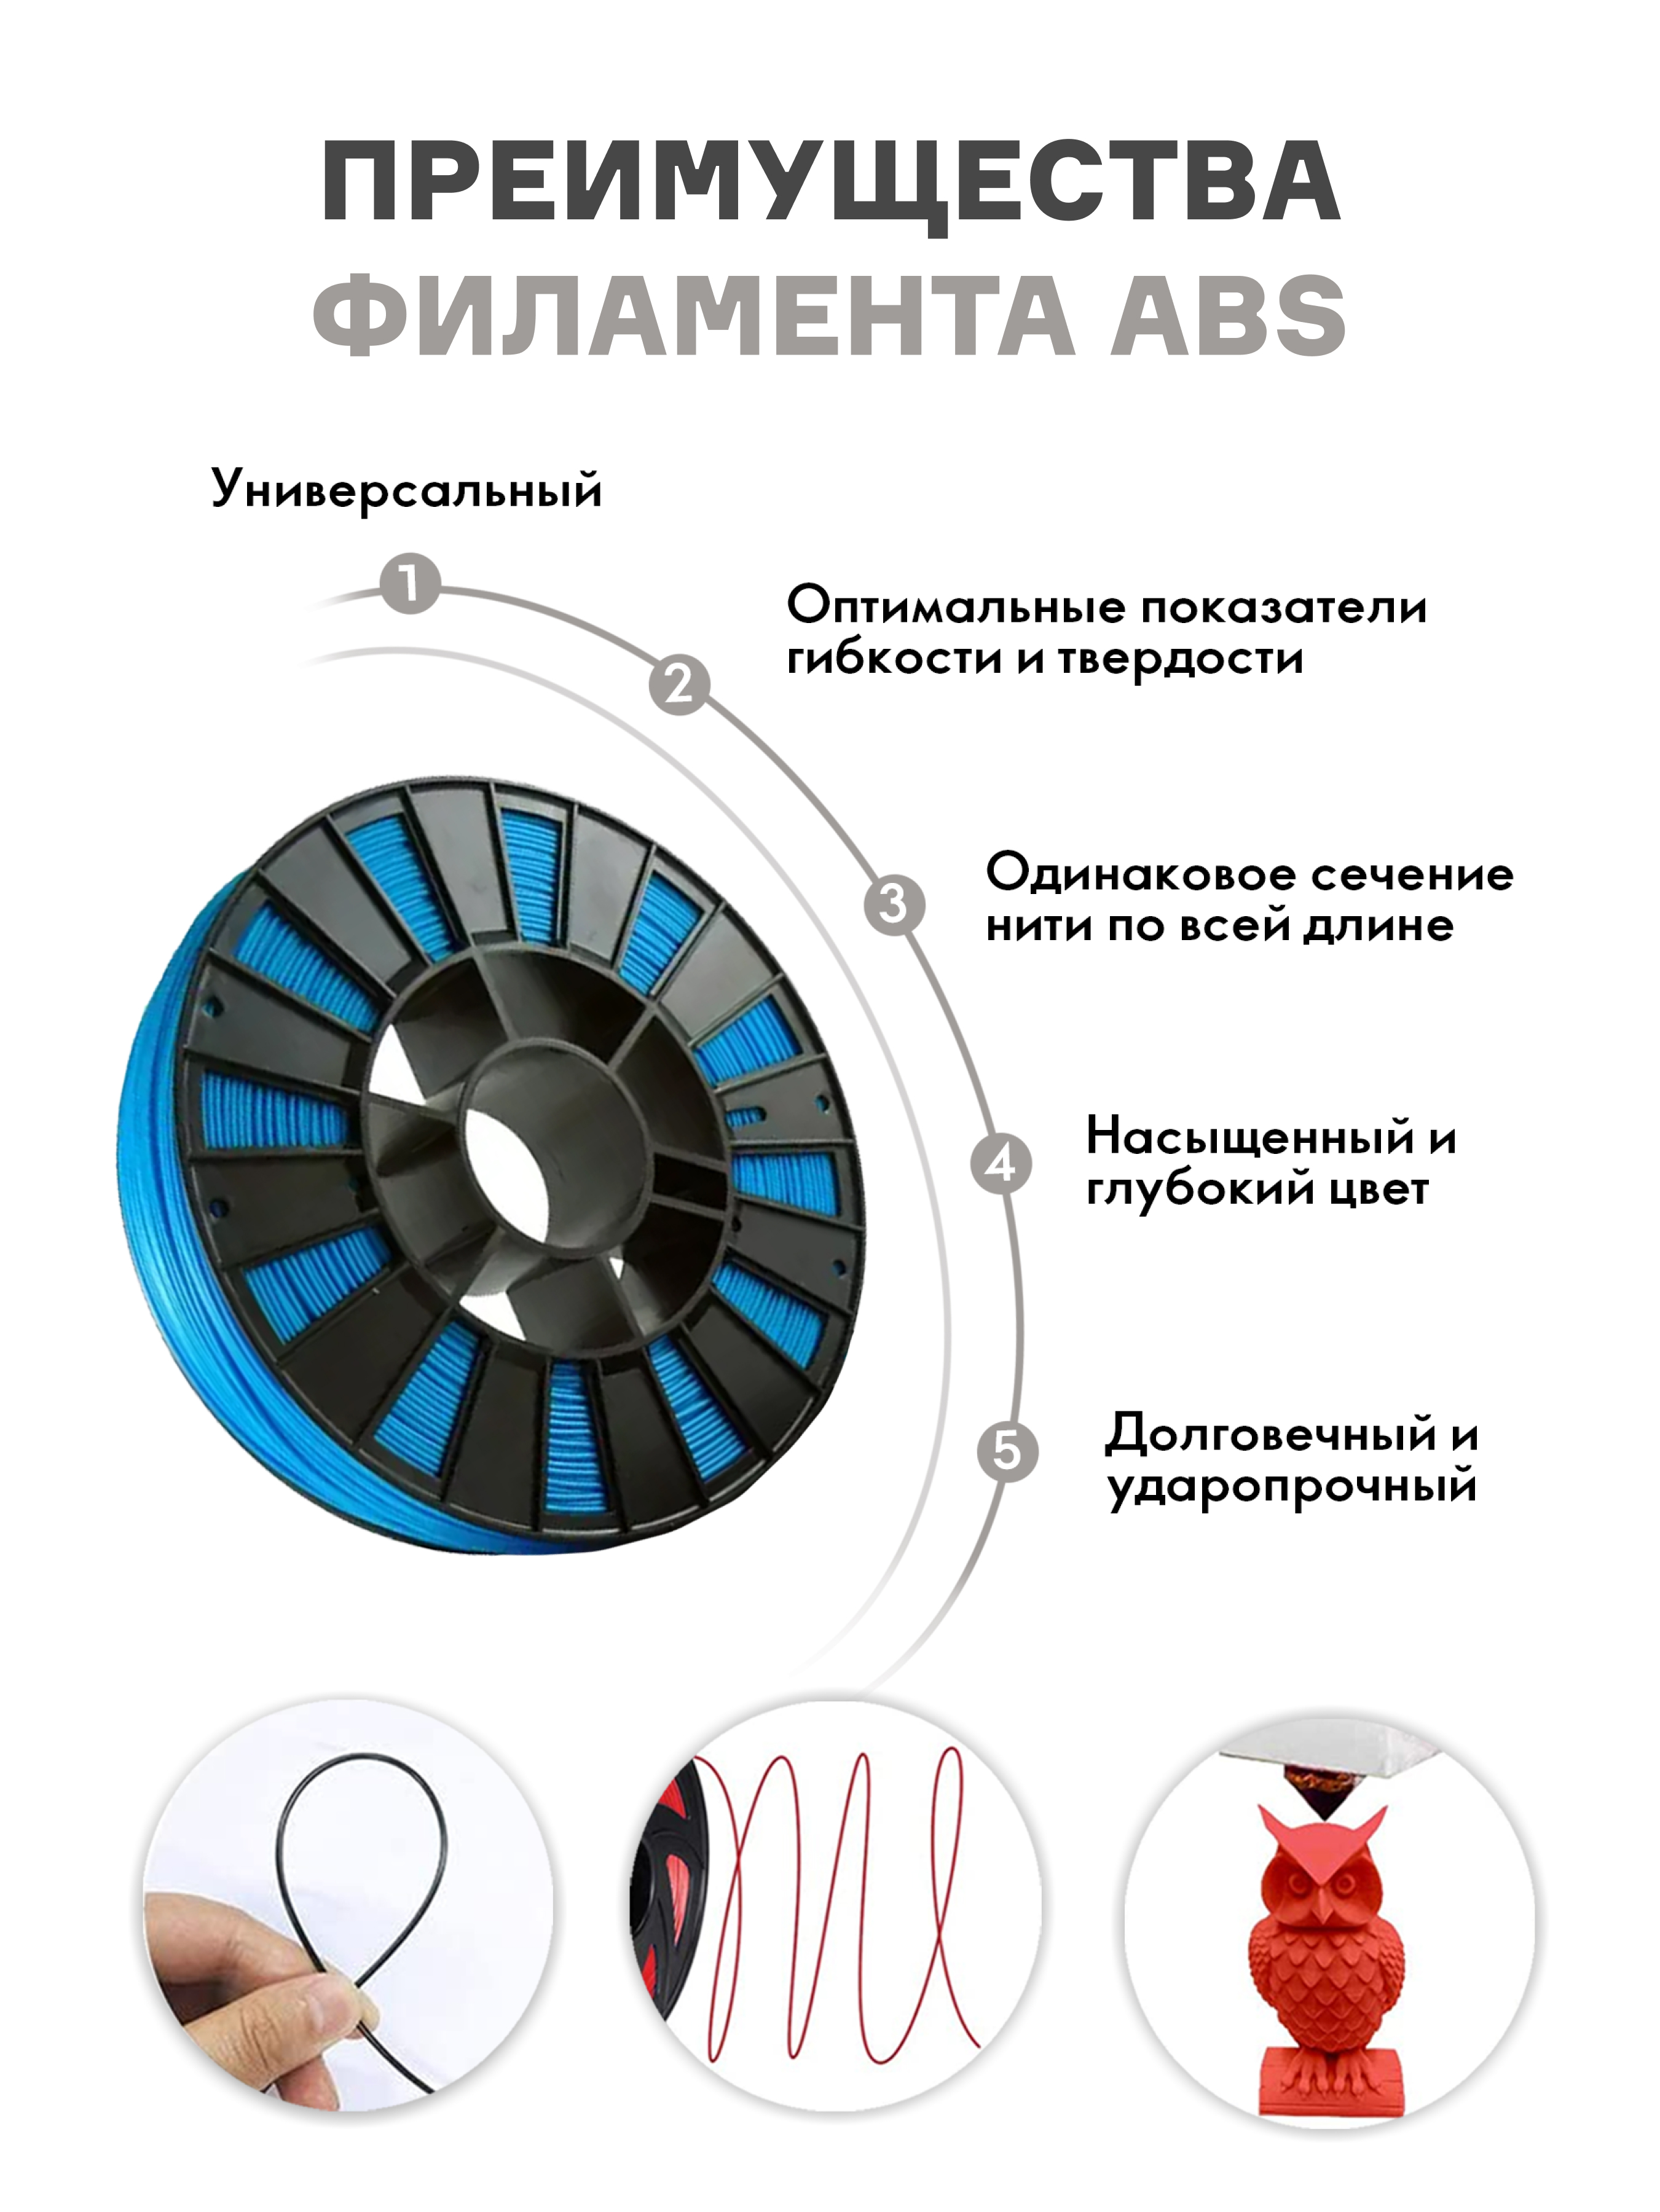 ПРЕИМУЩЕСТВА
ФИЛАМЕНТА ABS
Универсальный
1
2
Оптимальные показатели
гибкости и твердости
3
Одинаковое сечение
нити по всей длине
4
Насыщенный и
глубокий цвет
5
Долговечный и
ударопрочный